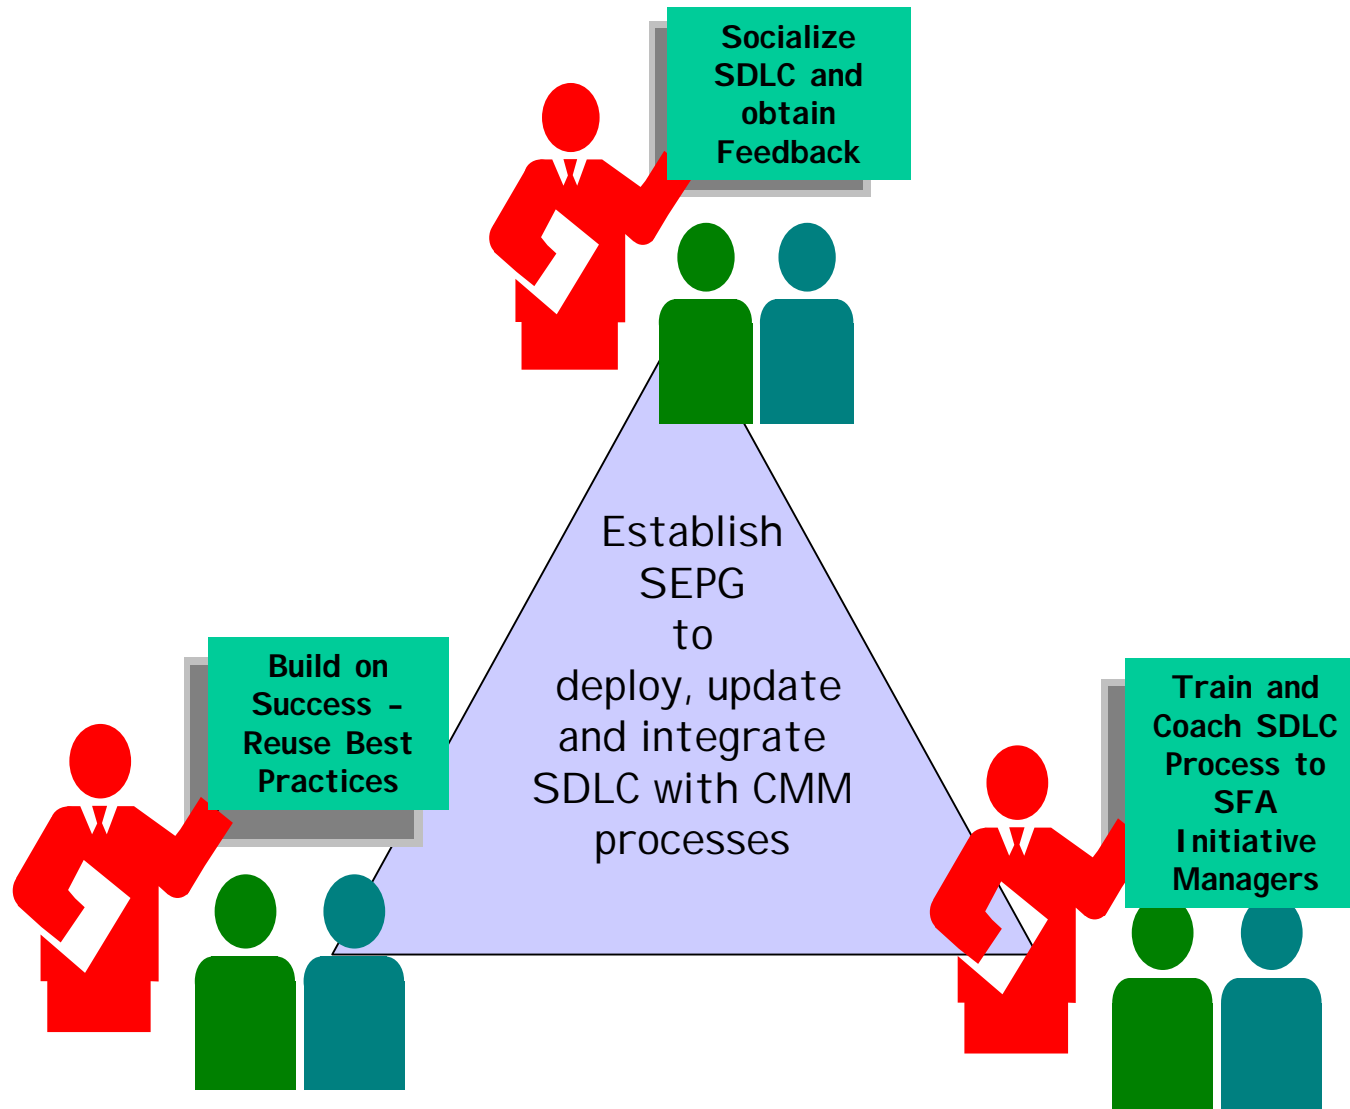 Socialize
SDLC and
obtain
Feedback
Establish
SEPG
to
deploy, update
and integrate
SDLC with CMM
processes
Build on
Success –
Reuse Best
Practices
Train and
Coach SDLC
Process to
SFA
Initiative
Managers